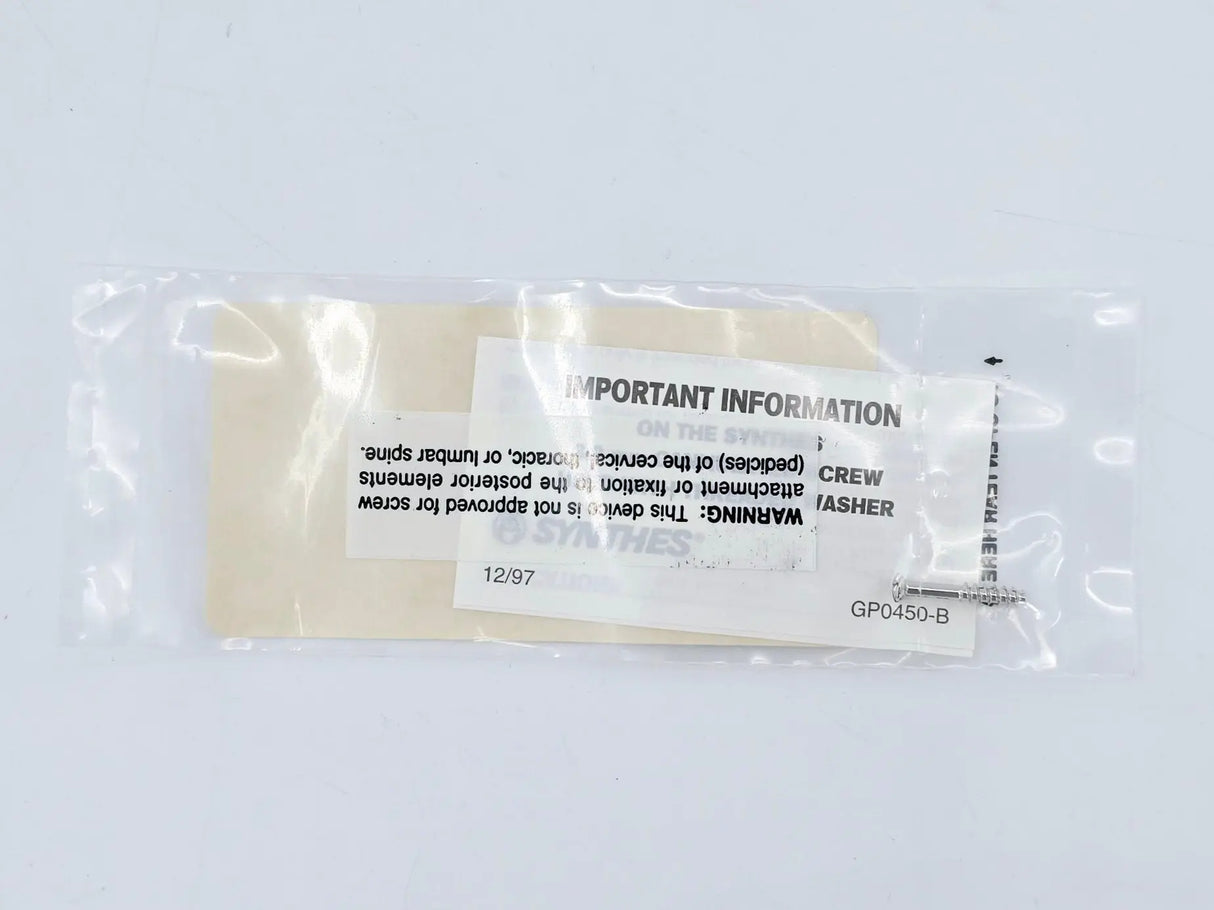 IMPORTANT INFORMATION
ON THE SYNTHES
CREW
WASHER
WARNING: This device is not approved for screw
attachment or fixation to the posterior elements
(pedicles) of the cervical, thoracic, or lumbar spine.
SYNTHES
12/97
GP0450-B
HERE